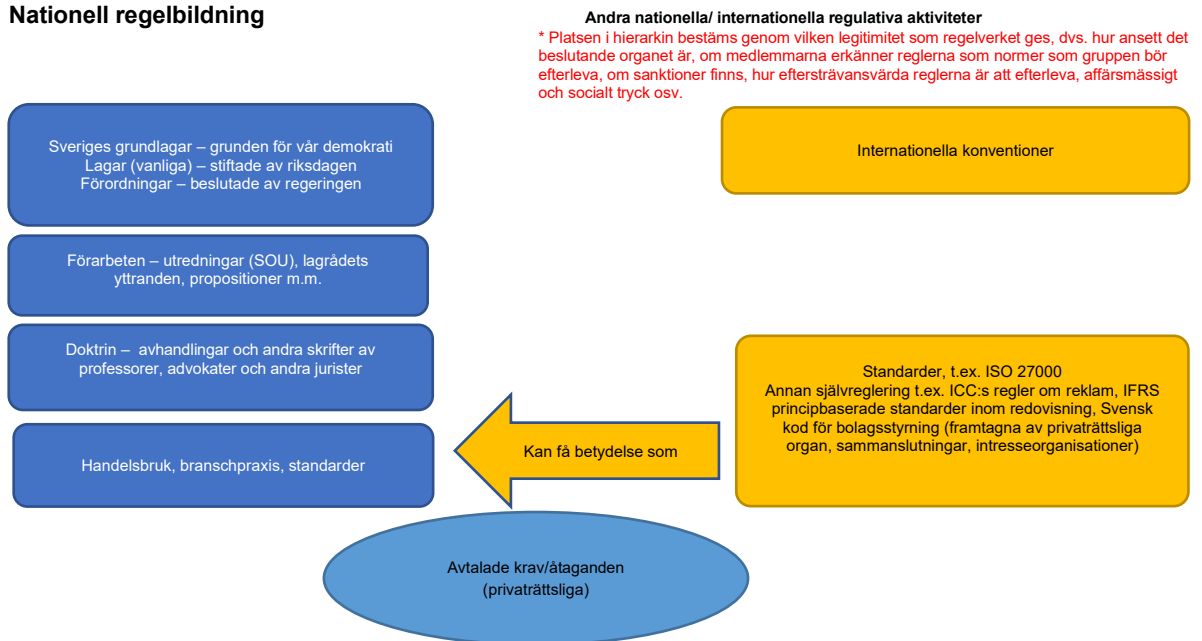 Nationell regelbildning
Andra nationella/ internationella regulativa aktiviteter
* Platsen i hierarkin bestäms genom vilken legitimitet som regelverket ges, dvs. hur ansett det
beslutande organet är, om medlemmarna erkänner reglerna som normer som gruppen bör
efterleva, om sanktioner finns, hur eftersträvansvärda reglerna är att efterleva, affärsmässigt
och socialt tryck osv.
Sveriges grundlagar – grunden för vår demokrati
Lagar (vanliga) – stiftade av riksdagen
Förordningar – beslutade av regeringen
Internationella konventioner
Förarbeten – utredningar (SOU), lagrådets
yttranden, propositioner m.m.
Doktrin – avhandlingar och andra skrifter av
professorer, advokater och andra jurister
Standarder, t.ex. ISO 27000
Annan självreglering t.ex. ICC:s regler om reklam, IFRS
principbaserade standarder inom redovisning, Svensk
kod för bolagsstyrning (framtagna av privaträttsliga
organ, sammanslutningar, intresseorganisationer)
Handelsbruk, branschpraxis, standarder
Kan få betydelse som
Avtalade krav/åtaganden
(privaträttsliga)